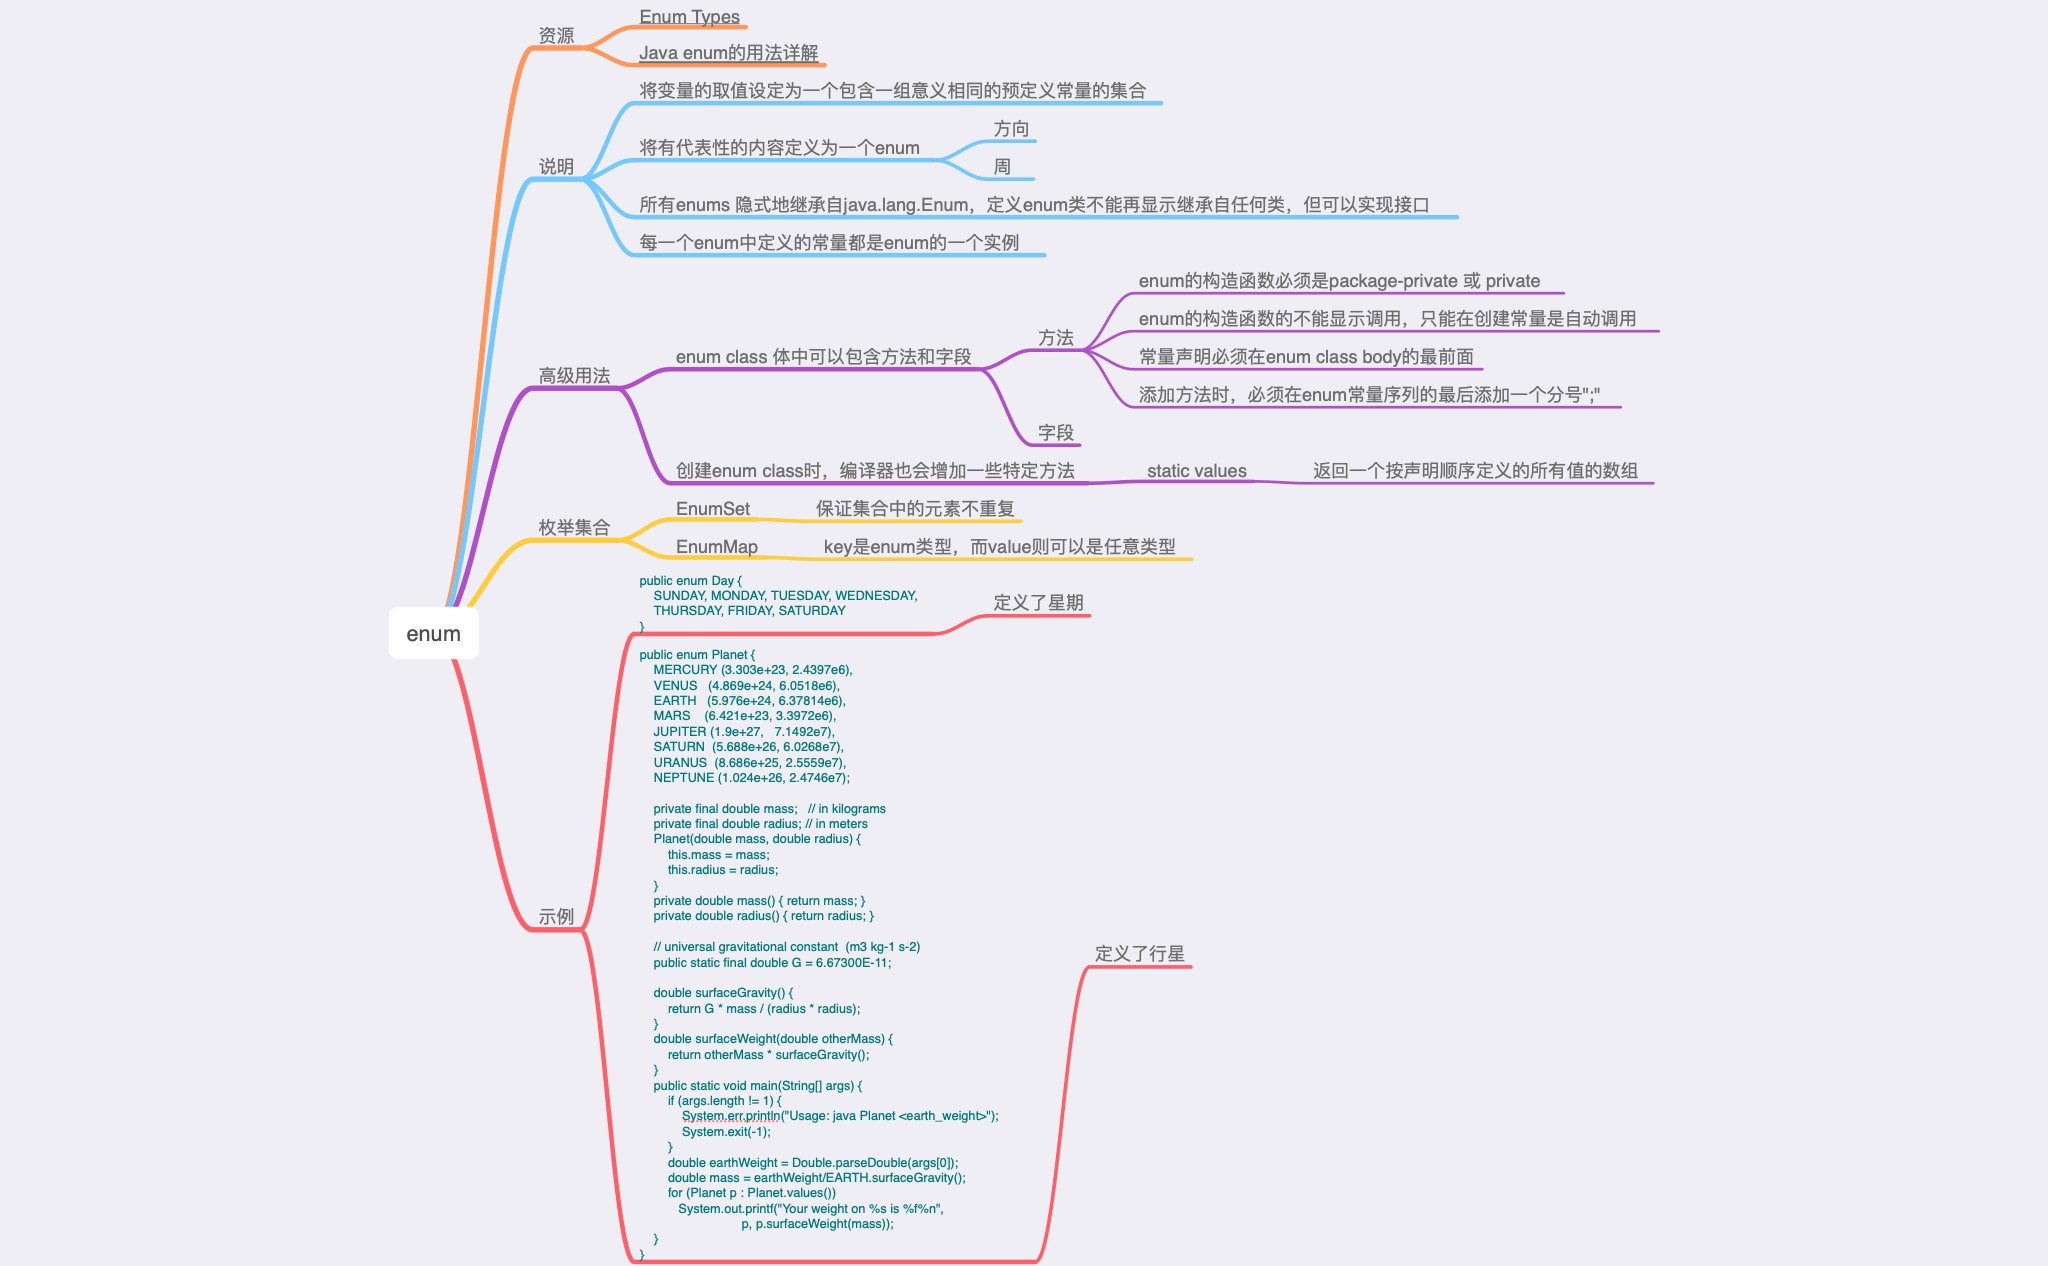 enum
资源
Enum Types
Java enum的用法详解
说明
将变量的取值设定为一个包含一组意义相同的预定义常量的集合
将有代表性的内容定义为一个enum
方向
周
所有enums 隐式地继承自java.lang.Enum，定义enum类不能再显示继承自任何类，但可以实现接口
每一个enum中定义的常量都是enum的一个实例
高级用法
enum class 体中可以包含方法和字段
方法
enum的构造函数必须是package-private 或 private
enum的构造函数的不能显示调用，只能在创建常量是自动调用
常量声明必须在enum class body的最前面
添加方法时，必须在enum常量序列的最后添加一个分号";"
字段
创建enum class时，编译器也会增加一些特定方法
static values
返回一个按声明顺序定义的所有值的数组
枚举集合
EnumSet
保证集合中的元素不重复
EnumMap
key是enum类型，而value则可以是任意类型
示例
public enum Day {
    SUNDAY, MONDAY, TUESDAY, WEDNESDAY,
    THURSDAY, FRIDAY, SATURDAY
}
定义了星期
public enum Planet {
    MERCURY (3.303e+23, 2.4397e6),
    VENUS   (4.869e+24, 6.0518e6),
    EARTH   (5.976e+24, 6.37814e6),
    MARS    (6.421e+23, 3.3972e6),
    JUPITER (1.9e+27,   7.1492e7),
    SATURN  (5.688e+26, 6.0268e7),
    URANUS  (8.686e+25, 2.5559e7),
    NEPTUNE (1.024e+26, 2.4746e7);
    private final double mass;   // in kilograms
    private final double radius; // in meters
    Planet(double mass, double radius) {
        this.mass = mass;
        this.radius = radius;
    }
    private double mass() { return mass; }
    private double radius() { return radius; }
    // universal gravitational constant  (m3 kg-1 s-2)
    public static final double G = 6.67300E-11;
    double surfaceGravity() {
        return G * mass / (radius * radius);
    }
    double surfaceWeight(double otherMass) {
        return otherMass * surfaceGravity();
    }
    public static void main(String[] args) {
        if (args.length != 1) {
            System.err.println("Usage: java Planet <earth_weight>");
            System.exit(-1);
        }
        double earthWeight = Double.parseDouble(args[0]);
        double mass = earthWeight/EARTH.surfaceGravity();
        for (Planet p : Planet.values())
           System.out.printf("Your weight on %s is %f%n",
                             p, p.surfaceWeight(mass));
    }
}
定义了行星